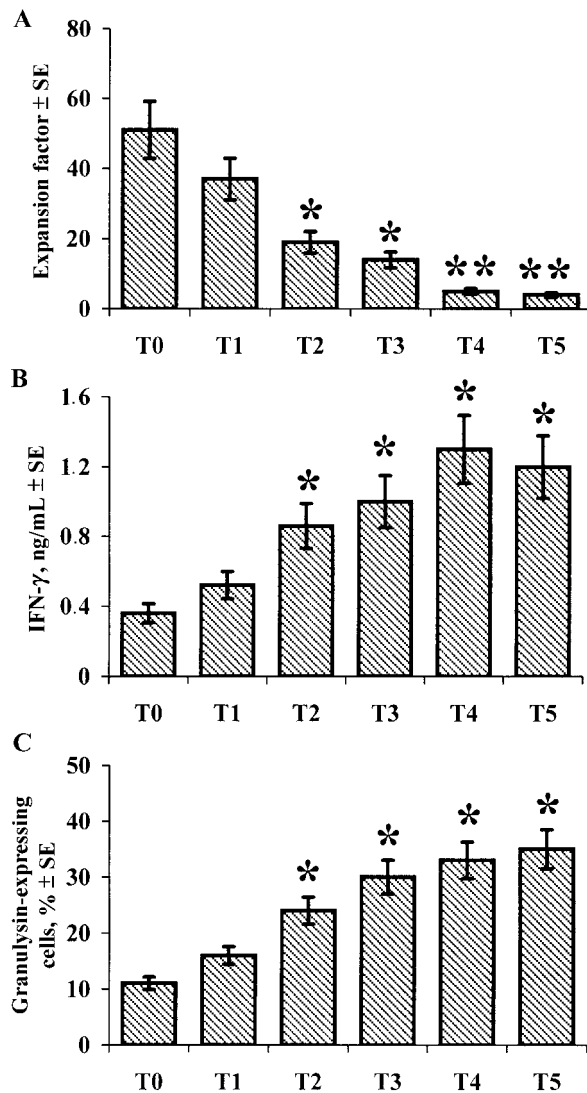 A
Expansion factor ± SE
80
60
40
20
0
* * ** **
T0 T1 T2 T3 T4 T5
B
IFN-γ, ng/mL ± SE
1.6
1.2
0.8
0.4
0
* * * *
T0 T1 T2 T3 T4 T5
C
Granulysin-expressing
cells, % ± SE
50
40
30
20
10
0
* * * *
T0 T1 T2 T3 T4 T5